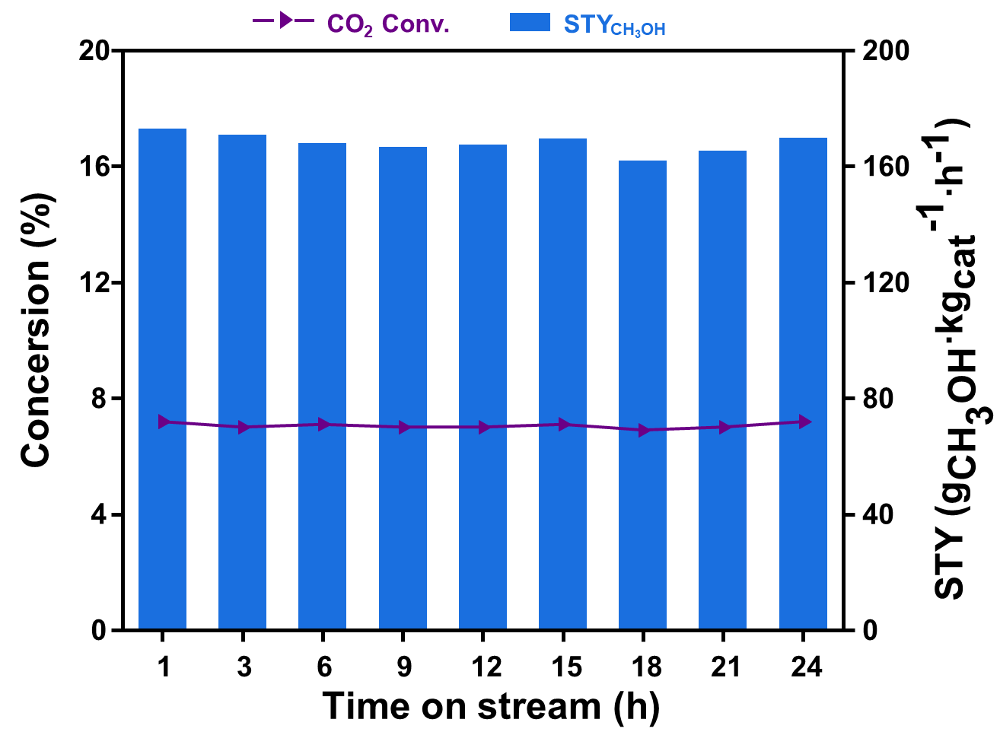 CO₂ Conv. STY_CH₃OH
20 200
16 160
12 120
8 80
4 40
0 0
Concersion (%)
STY (gCH₃OH·kgcat⁻¹·h⁻¹)
1 3 6 9 12 15 18 21 24
Time on stream (h)